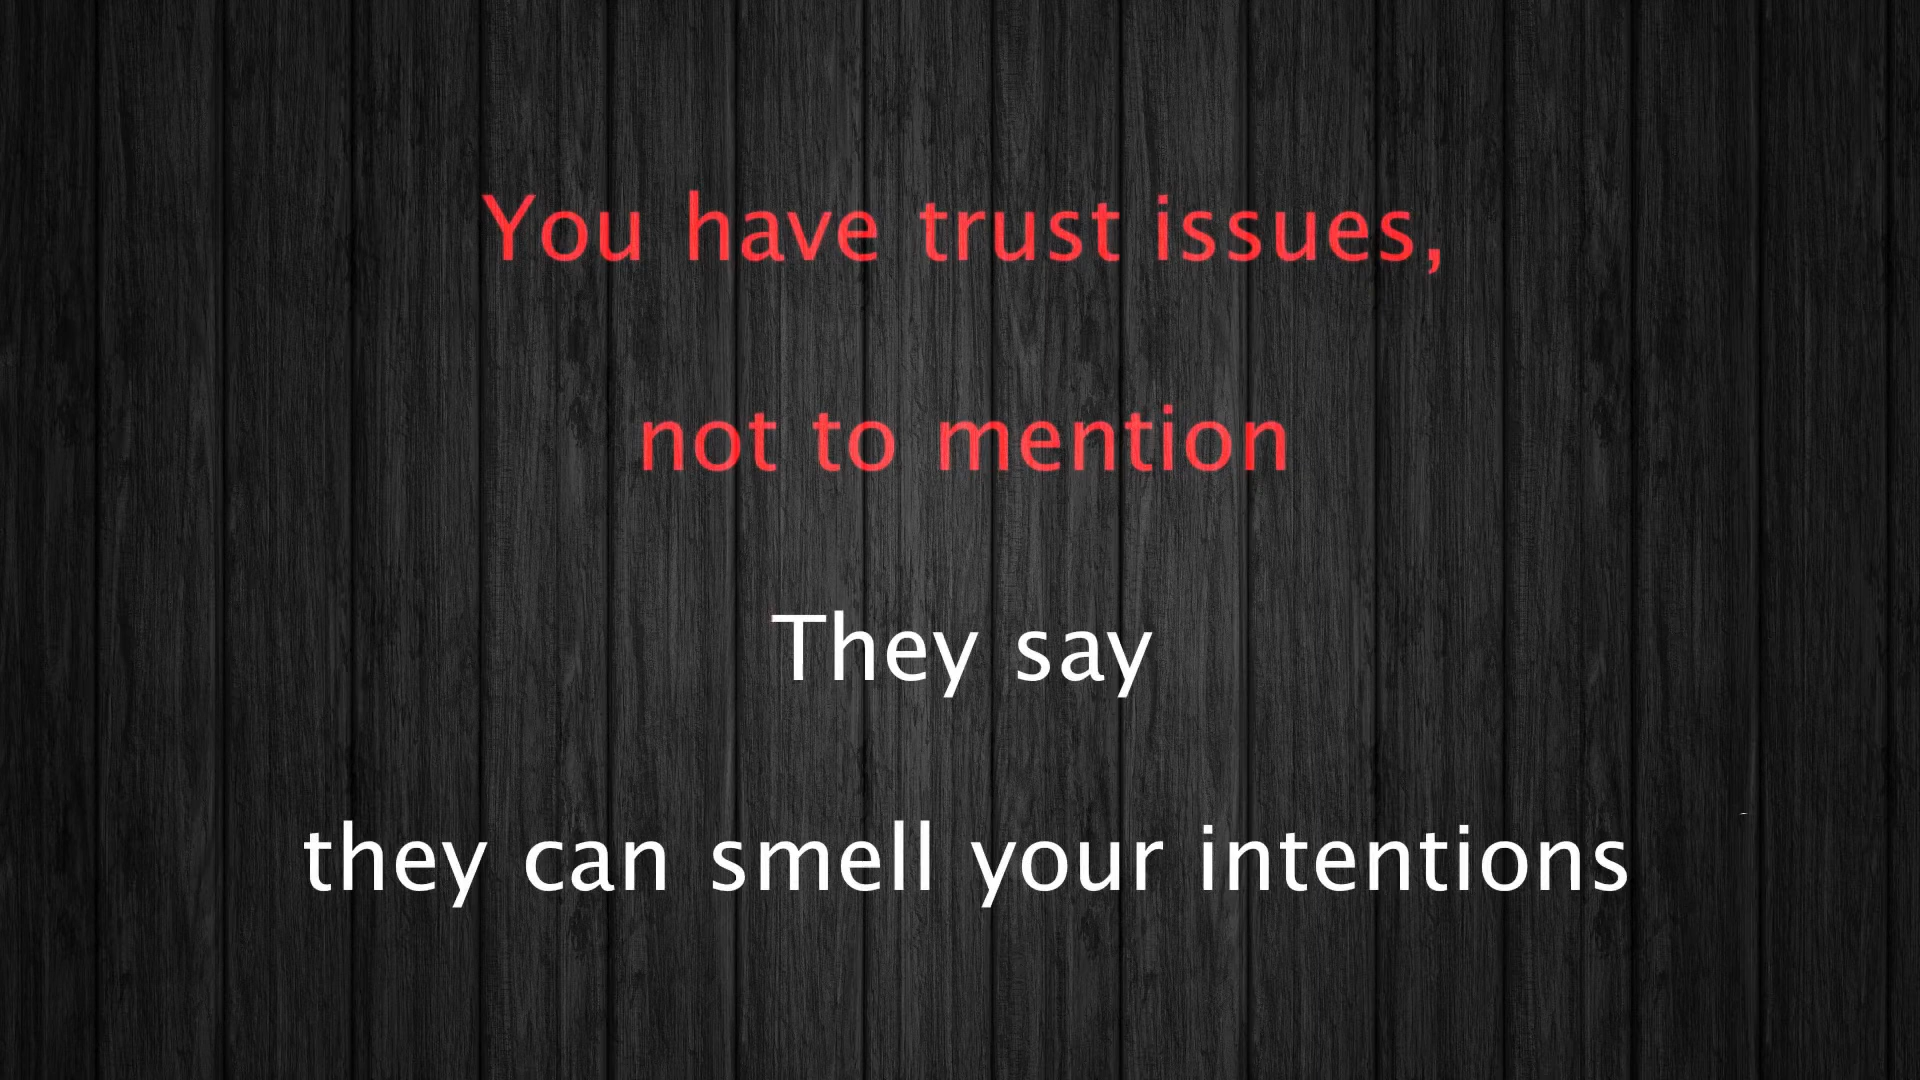 You have trust issues,
not to mention
They say
they can smell your intentions